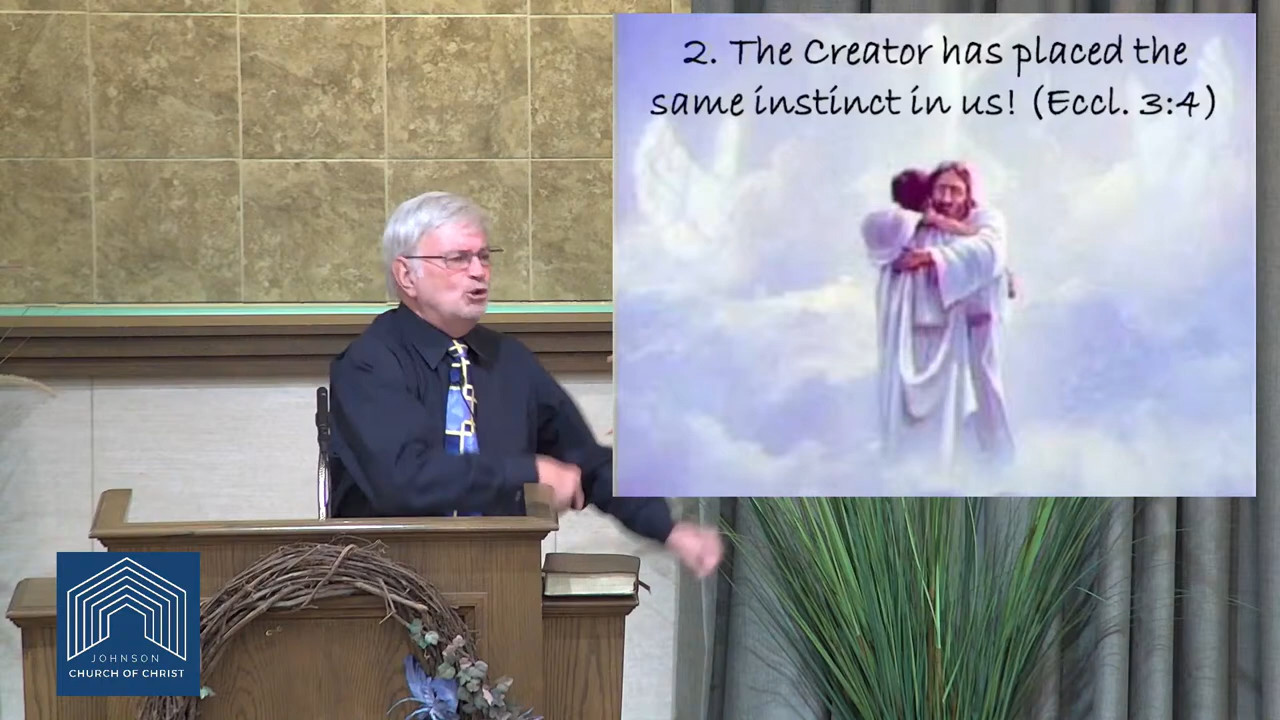 2. The Creator has placed the
same instinct in us! (Eccl. 3:4)
JOHNSON
CHURCH OF CHRIST